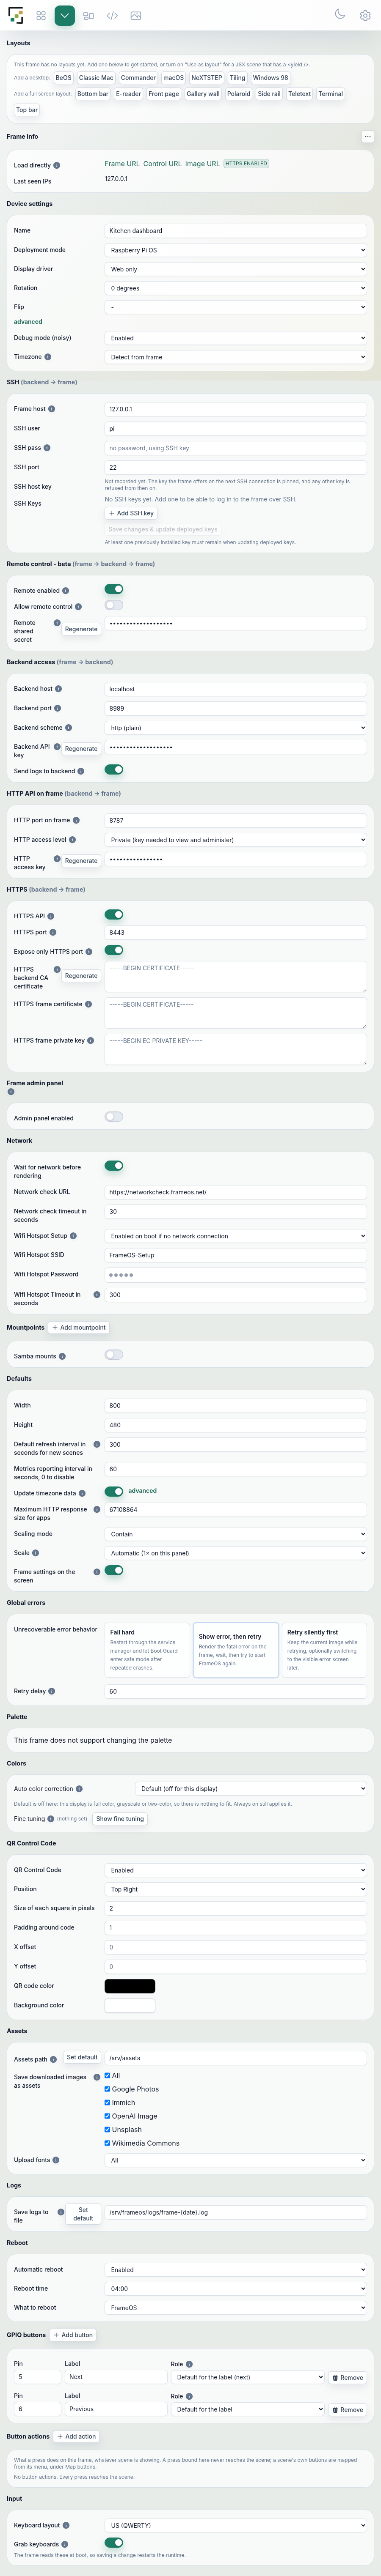 Layouts
This frame has no layouts yet. Add one below to get started, or turn on "Use as layout" for a JSX scene that has a <yield />.
Add a desktop: BeOS Classic Mac Commander macOS NeXTSTEP Tiling Windows 98
Add a full screen layout: Bottom bar E-reader Front page Gallery wall Polaroid Side rail Teletext Terminal
Top bar
Frame info
Load directly Frame URL Control URL Image URL HTTPS ENABLED
Last seen IPs 127.0.0.1
Device settings
Name Kitchen dashboard
Deployment mode Raspberry Pi OS
Display driver Web only
Rotation 0 degrees
Flip -
advanced
Debug mode (noisy) Enabled
Timezone Detect from frame
SSH (backend → frame)
Frame host 127.0.0.1
SSH user pi
SSH pass no password, using SSH key
SSH port 22
SSH host key Not recorded yet. The key the frame offers on the next SSH connection is pinned, and any other key is
refused from then on.
SSH Keys No SSH keys yet. Add one to be able to log in to the frame over SSH.
+ Add SSH key
Save changes & update deployed keys
At least one previously installed key must remain when updating deployed keys.
Remote control - beta (frame → backend → frame)
Remote enabled
Allow remote control
Remote shared secret Regenerate •••••••••••••••••••
Backend access (frame → backend)
Backend host localhost
Backend port 8989
Backend scheme http (plain)
Backend API key Regenerate •••••••••••••••••••
Send logs to backend
HTTP API on frame (backend → frame)
HTTP port on frame 8787
HTTP access level Private (key needed to view and administer)
HTTP access key Regenerate ••••••••••••••••
HTTPS (backend → frame)
HTTPS API
HTTPS port 8443
Expose only HTTPS port
HTTPS backend CA certificate Regenerate -----BEGIN CERTIFICATE-----
HTTPS frame certificate -----BEGIN CERTIFICATE-----
HTTPS frame private key -----BEGIN EC PRIVATE KEY-----
Frame admin panel
Admin panel enabled
Network
Wait for network before
rendering
Network check URL https://networkcheck.frameos.net/
Network check timeout in
seconds 30
Wifi Hotspot Setup Enabled on boot if no network connection
Wifi Hotspot SSID FrameOS-Setup
Wifi Hotspot Password •••••
Wifi Hotspot Timeout in
seconds 300
Mountpoints + Add mountpoint
Samba mounts
Defaults
Width 800
Height 480
Default refresh interval in
seconds for new scenes 300
Metrics reporting interval in
seconds, 0 to disable 60
Update timezone data advanced
Maximum HTTP response
size for apps 67108864
Scaling mode Contain
Scale Automatic (1× on this panel)
Frame settings on the
screen
Global errors
Unrecoverable error behavior
Fail hard
Restart through the service
manager and let Boot Guard
enter safe mode after
repeated crashes.
Show error, then retry
Render the fatal error on the
frame, wait, then try to start
FrameOS again.
Retry silently first
Keep the current image while
retrying, optionally switching
to the visible error screen
later.
Retry delay 60
Palette
This frame does not support changing the palette
Colors
Auto color correction Default (off for this display)
Default is off here: this display is full color, grayscale or two-color, so there is nothing to fit. Always on still applies it.
Fine tuning (nothing set) Show fine tuning
QR Control Code
QR Control Code Enabled
Position Top Right
Size of each square in pixels 2
Padding around code 1
X offset 0
Y offset 0
QR code color
Background color
Assets
Assets path Set default /srv/assets
Save downloaded images
as assets
All
Google Photos
Immich
OpenAI Image
Unsplash
Wikimedia Commons
Upload fonts All
Logs
Save logs to
file Set default /srv/frameos/logs/frame-{date}.log
Reboot
Automatic reboot Enabled
Reboot time 04:00
What to reboot FrameOS
GPIO buttons + Add button
Pin Label Role
5 Next Default for the label (next) Remove
Pin Label Role
6 Previous Default for the label Remove
Button actions + Add action
What a press does on this frame, whatever scene is showing. A press bound here never reaches the scene; a scene's own buttons are mapped
from its menu, under Map buttons.
No button actions. Every press reaches the scene.
Input
Keyboard layout US (QWERTY)
Grab keyboards
The frame reads these at boot, so saving a change restarts the runtime.